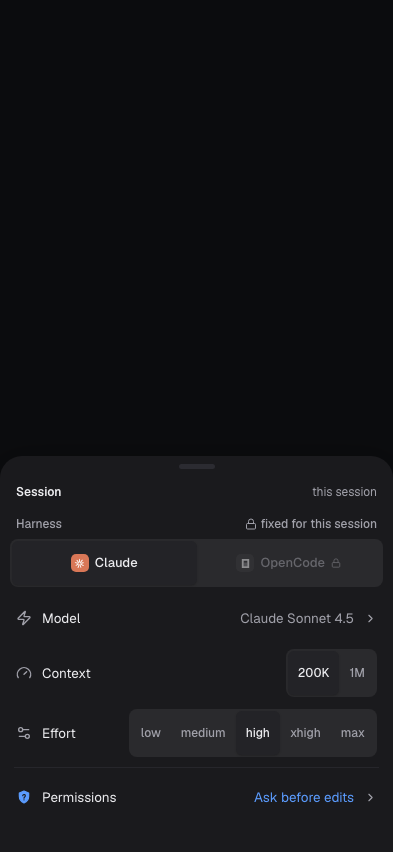 Session this session
Harness fixed for this session
Claude OpenCode
Model Claude Sonnet 4.5
Context 200K 1M
Effort low medium high xhigh max
Permissions Ask before edits